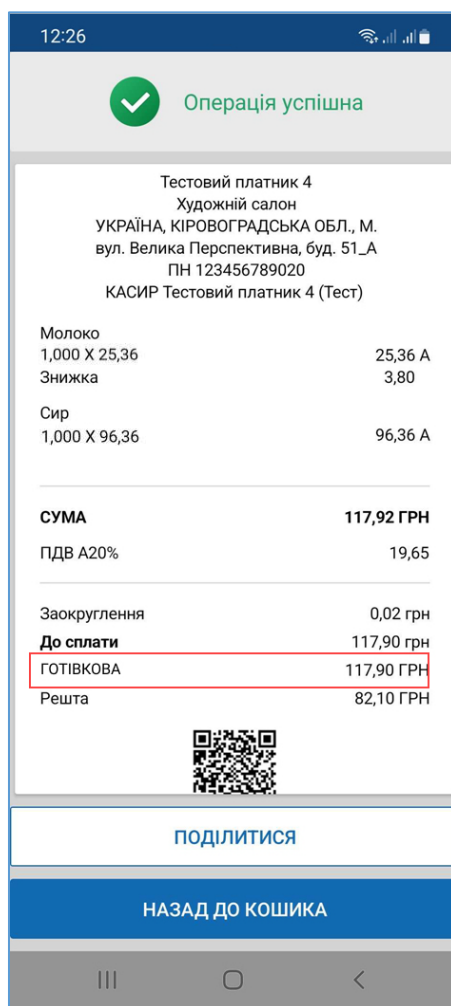 12:26
Операція успішна
Тестовий платник 4
Художній салон
УКРАЇНА, КІРОВОГРАДСЬКА ОБЛ., М.
вул. Велика Перспективна, буд. 51_А
ПН 123456789020
КАСИР Тестовий платник 4 (Тест)
Молоко
1,000 X 25,36 25,36 А
Знижка 3,80
Сир
1,000 X 96,36 96,36 А
СУМА 117,92 ГРН
ПДВ А20% 19,65
Заокруглення 0,02 грн
До сплати 117,90 грн
ГОТІВКОВА 117,90 ГРН
Решта 82,10 ГРН
ПОДІЛИТИСЯ
НАЗАД ДО КОШИКА